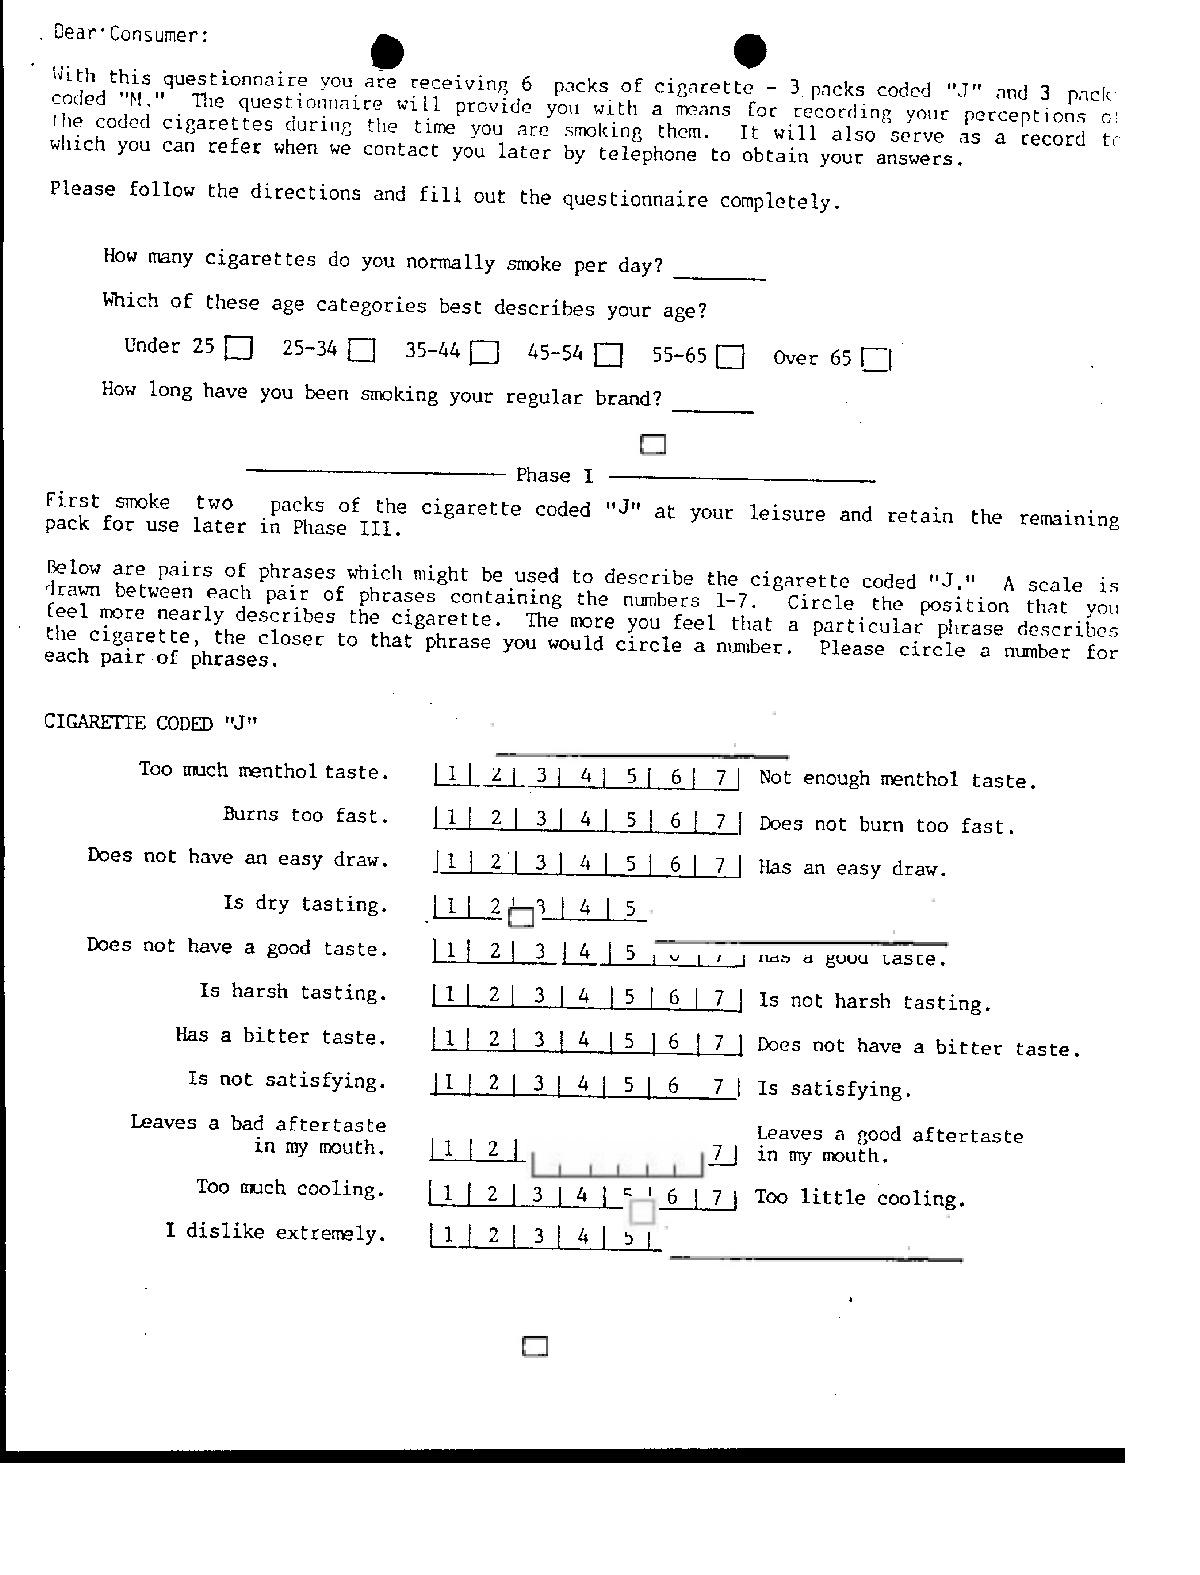 Dear Consumer:
With this questionnaire you are receiving 6 packs of cigarette - 3 packs coded "J" and 3 pack
coded "M." The questionnaire will provide you with a means for recording your perceptions
the coded cigarettes during the time you are smoking them. It will also serve as a record
which you can refer when we contact you later by telephone to obtain your answers.
Please follow the directions and fill out the questionnaire completely.
How many cigarettes do you normally smoke per day?
Which of these age categories best describes your age?
Under 25 25-34 35-44 45-54 55-65 Over 65
How long have you been smoking your regular brand?
Phase I
First smoke two packs of the cigarette coded "J" at your leisure and retain the remaining
pack for use later in Phase III.
Below are pairs of phrases which might be used to describe the cigarette coded "J." A scale is
drawn between each pair of phrases containing the numbers 1-7. Circle the position that you
feel more nearly describes the cigarette. The more you feel that a particular phrase describes
the cigarette, the closer to that phrase you would circle a number. Please circle a number for
each pair of phrases.
CIGARETTE CODED "J"
Too much menthol taste. 1 2 3 4 5 6 7 Not enough menthol taste.
Burns too fast. 1 2 3 4 5 6 7 Does not burn too fast.
Does not have an easy draw. 1 2 3 4 5 6 7 Has an easy draw.
Is dry tasting. 1 2 3 4 5
Does not have a good taste. 1 2 3 4 5 a good taste.
Is harsh tasting. 1 2 3 4 5 6 7 Is not harsh tasting.
Has a bitter taste. 1 2 3 4 5 6 7 Does not have a bitter taste.
Is not satisfying. 1 2 3 4 5 6 7 Is satisfying.
Leaves a bad aftertaste Leaves a good aftertaste
in my mouth. 1 2 7 in my mouth.
Too much cooling. 1 2 3 4 5 6 7 Too little cooling.
I dislike extremely. 1 2 3 4 5